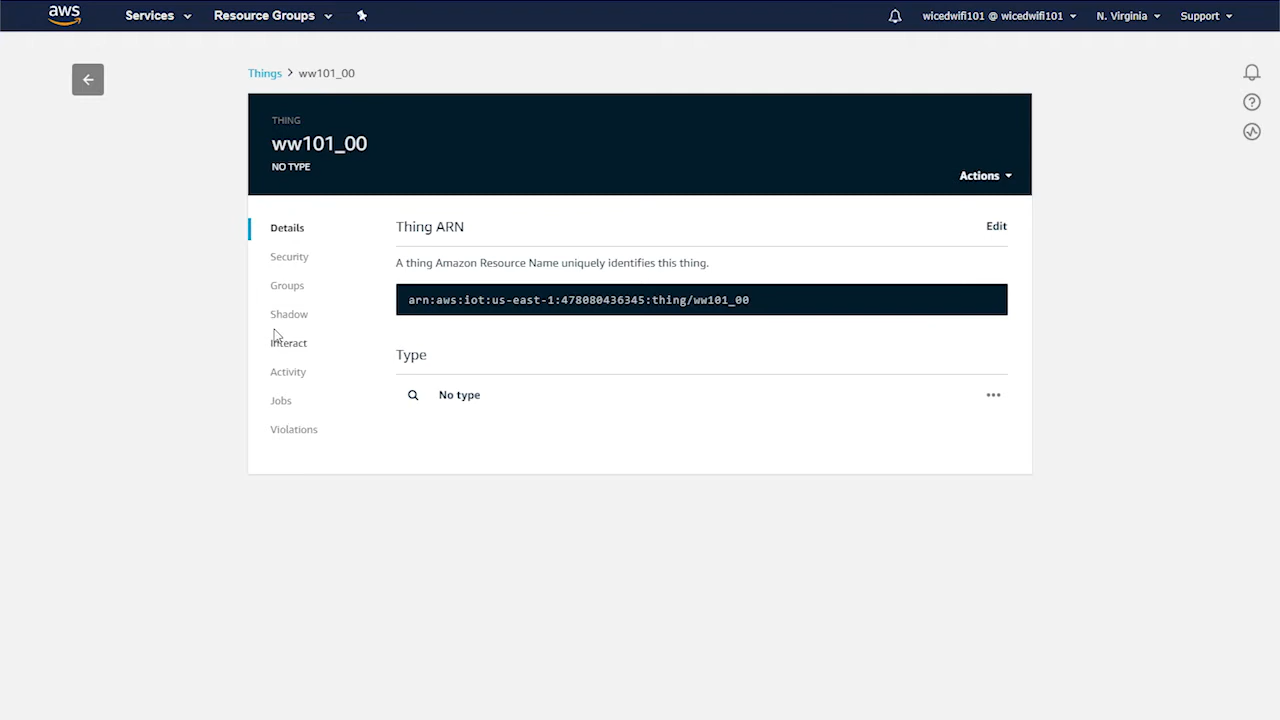 aws Services Resource Groups wicedwifi101 @ wicedwifi101 N. Virginia Support
Things > ww101_00
THING
ww101_00
NO TYPE
Actions
Details
Security
Groups
Shadow
Interact
Activity
Jobs
Violations
Thing ARN Edit
A thing Amazon Resource Name uniquely identifies this thing.
arn:aws:iot:us-east-1:478080436345:thing/ww101_00
Type
No type